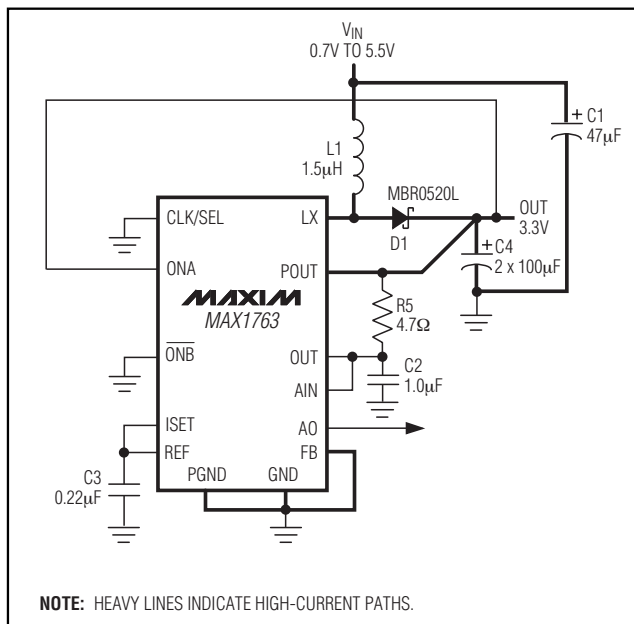 VIN
0.7V TO 5.5V
+ C1
47µF
L1
1.5µH
MBR0520L
CLK/SEL
LX
D1
OUT
3.3V
ONA
POUT
+ C4
2 x 100µF
MAXIM
MAX1763
R5
4.7Ω
ONB
OUT
C2
1.0µF
AIN
ISET
AO
REF
FB
C3
0.22µF
PGND
GND
NOTE: HEAVY LINES INDICATE HIGH-CURRENT PATHS.